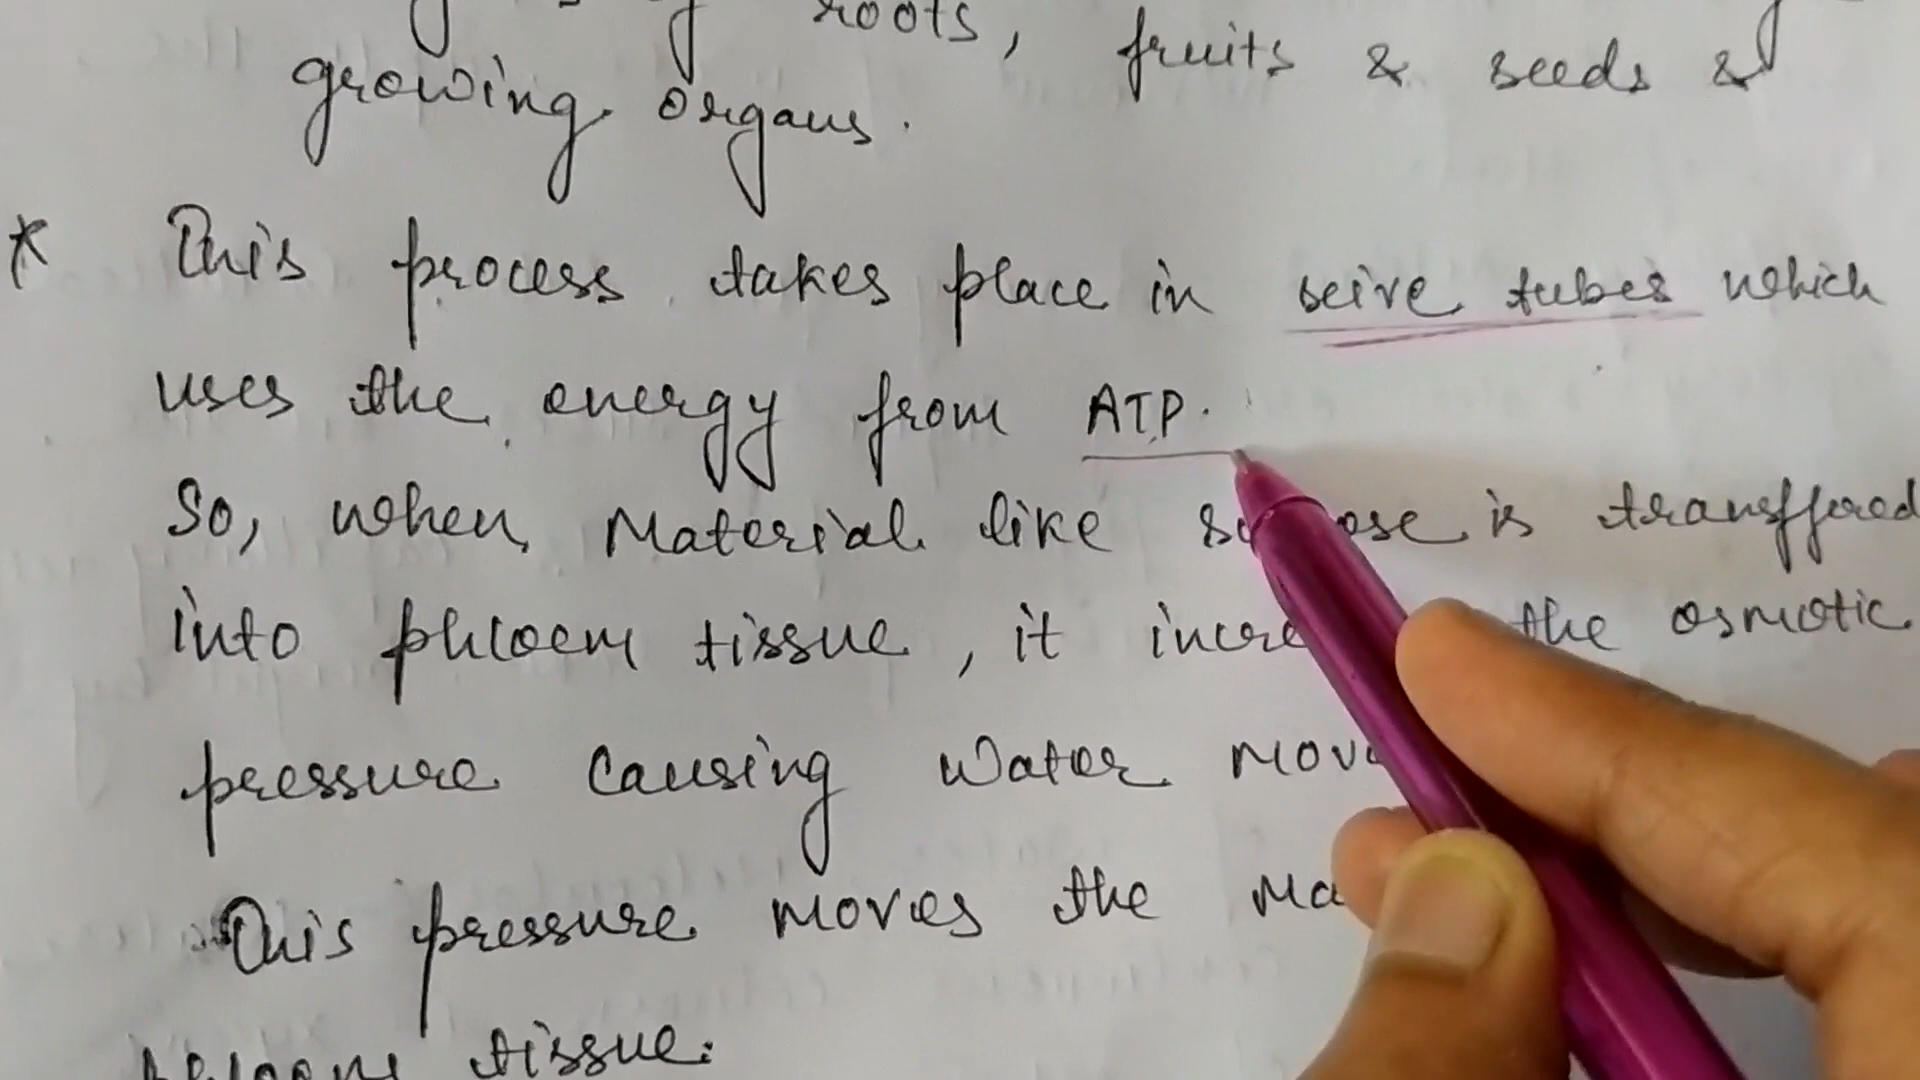 roots, fruits & seeds &
growing organs.
* This process takes place in seive tubes which
uses the energy from ATP.
So, when Material like is transffered
into phloem tissue, it the osmotic
pressure causing Water
This pressure moves the
tissue.